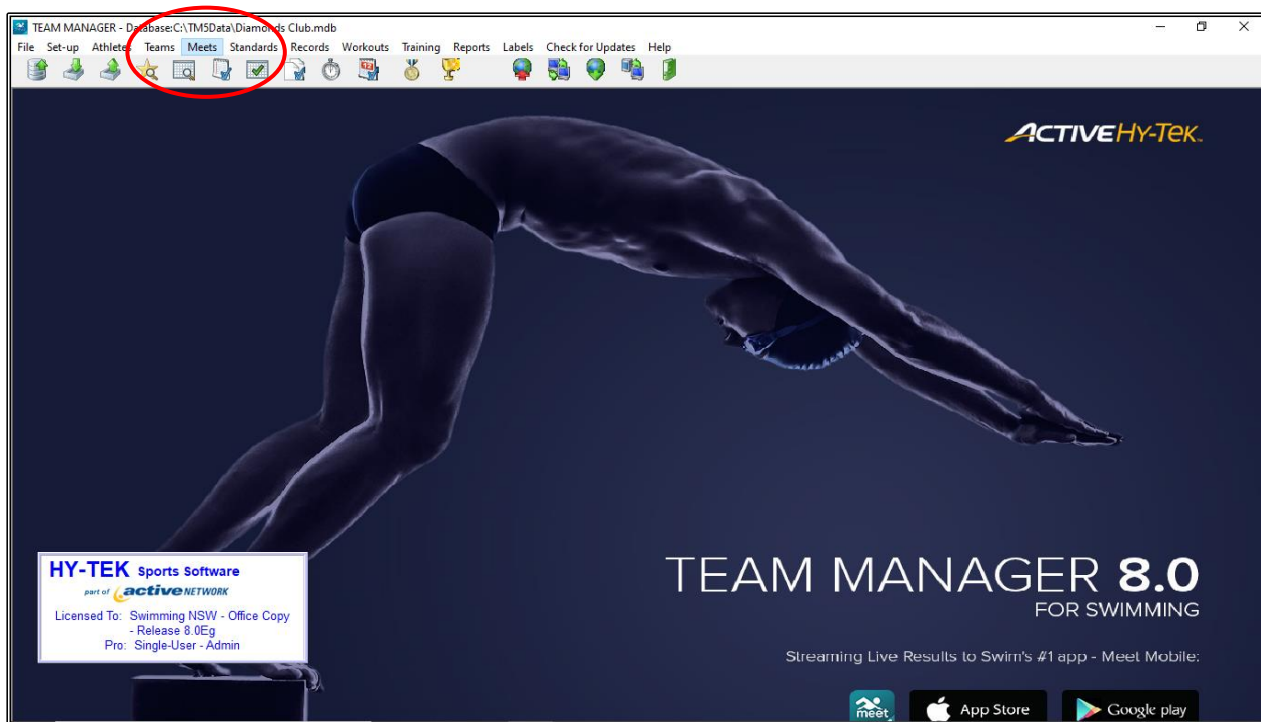 TEAM MANAGER - Database:C:\TM5Data\Diamonds Club.mdb
File Set-up Athletes Teams Meets Standards Records Workouts Training Reports Labels Check for Updates Help
ACTIVE HY-TEK
HY-TEK Sports Software
part of active NETWORK
Licensed To: Swimming NSW - Office Copy
- Release 8.0Eg
Pro: Single-User - Admin
TEAM MANAGER 8.0
FOR SWIMMING
Streaming Live Results to Swim's #1 app - Meet Mobile:
meet
App Store
Google play